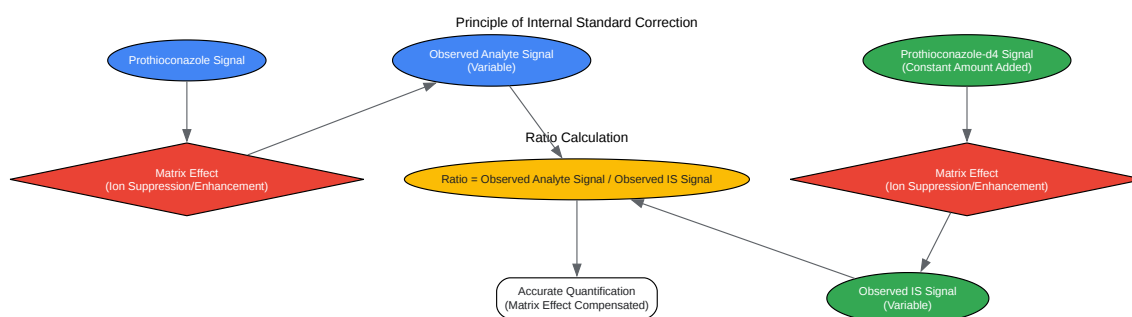 Principle of Internal Standard Correction
Prothioconazole Signal
Observed Analyte Signal
(Variable)
Prothioconazole-d4 Signal
(Constant Amount Added)
Ratio Calculation
Matrix Effect
(Ion Suppression/Enhancement)
Ratio = Observed Analyte Signal / Observed IS Signal
Matrix Effect
(Ion Suppression/Enhancement)
Accurate Quantification
(Matrix Effect Compensated)
Observed IS Signal
(Variable)